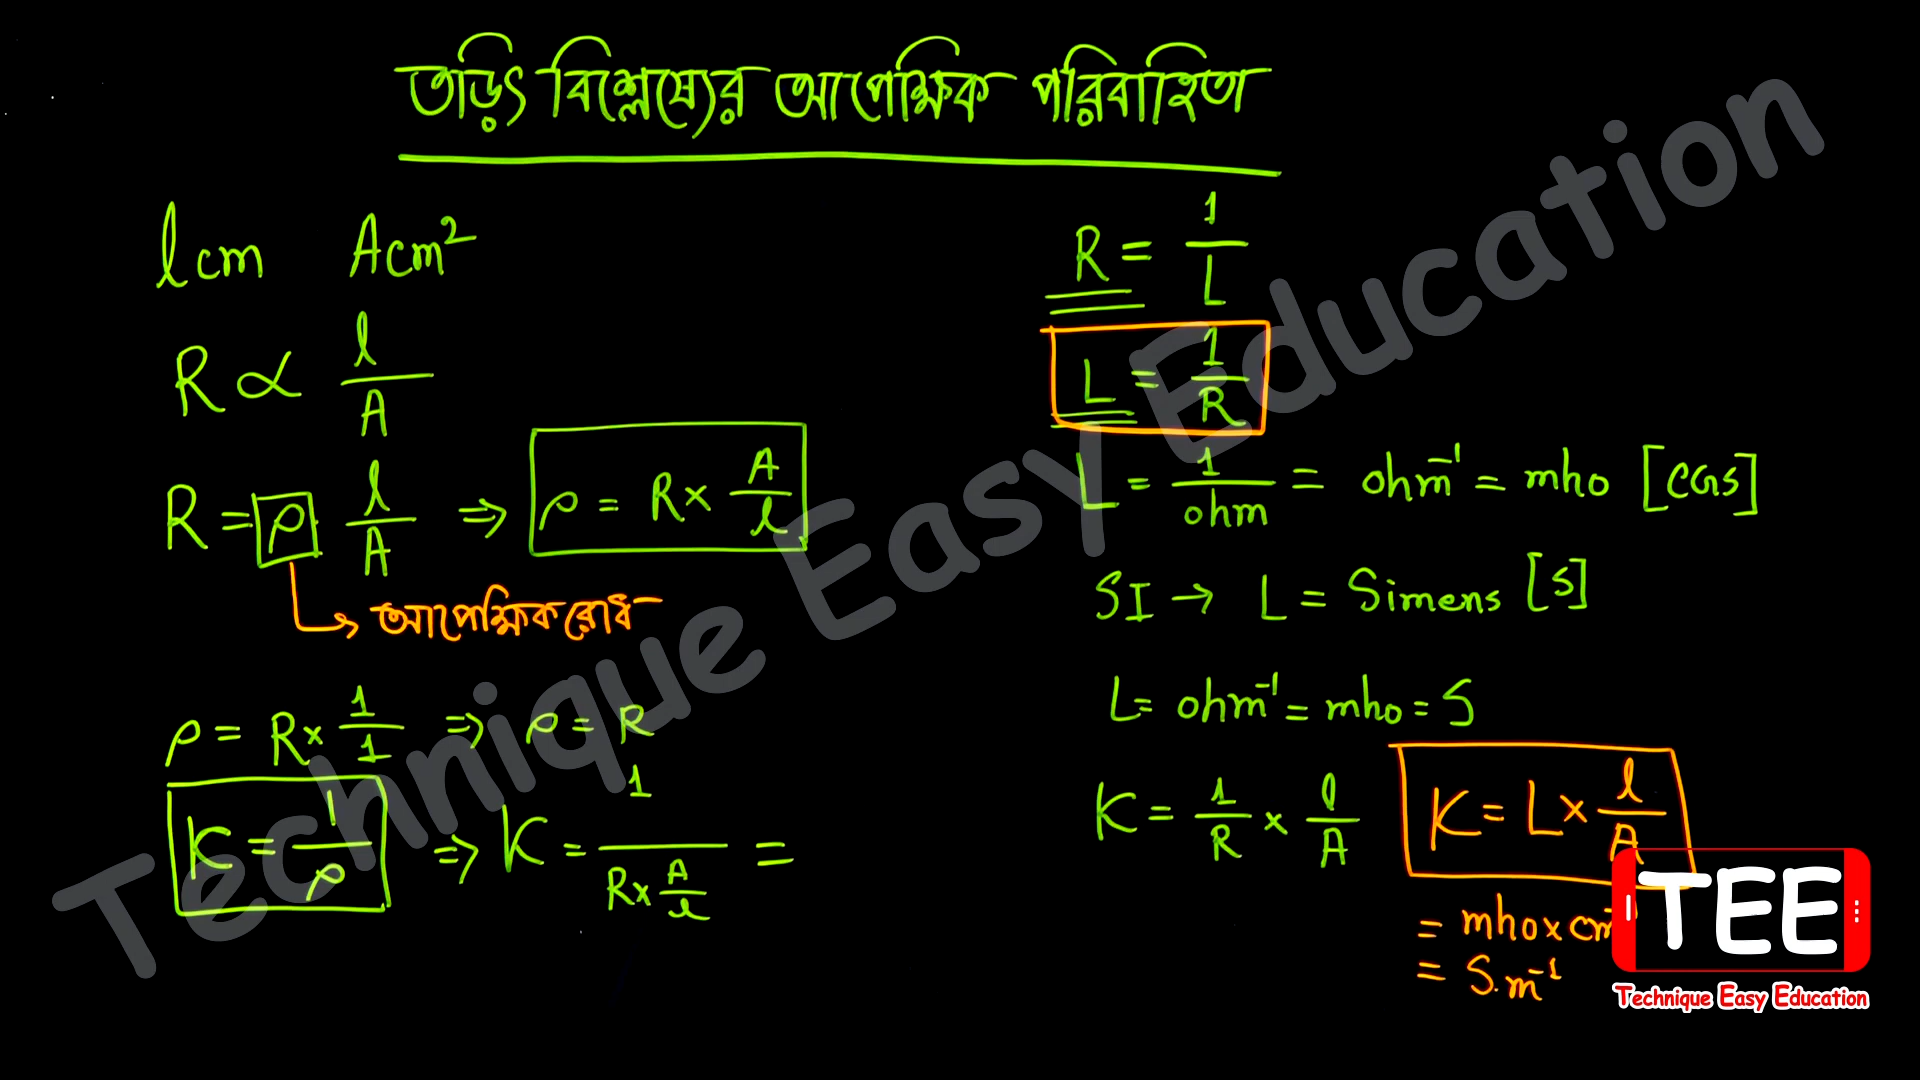 তড়িৎ বিশ্লেষ্যের আপেক্ষিক পরিবাহিতা
l cm A cm²
R ∝ l/A
R = ρ l/A ⇒ ρ = R × A/l
আপেক্ষিক রোধ
ρ = R × 1/1 ⇒ ρ = R
K = 1/ρ ⇒ K = 1/(R × A/l) =
R = 1/L
L = 1/R
L = 1/ohm = ohm⁻¹ = mho [CGS]
SI → L = Simens [S]
L = ohm⁻¹ = mho = S
K = 1/R × l/A K = L × l/A
= mho × cm⁻¹
= S.m⁻¹
TEE
Technique Easy Education
Technique Easy Education